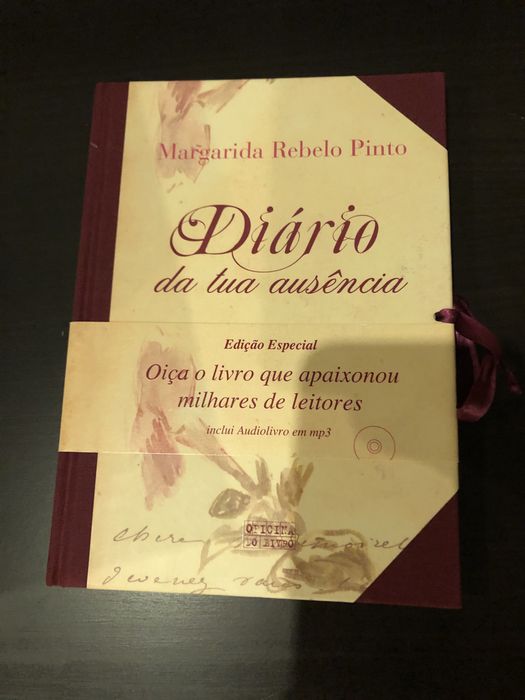 Margarida Rebelo Pinto
Diário
da tua ausência
Edição Especial
Oiça o livro que apaixonou
milhares de leitores
inclui Audiolivro em mp3
OFICINA
DO LIVRO